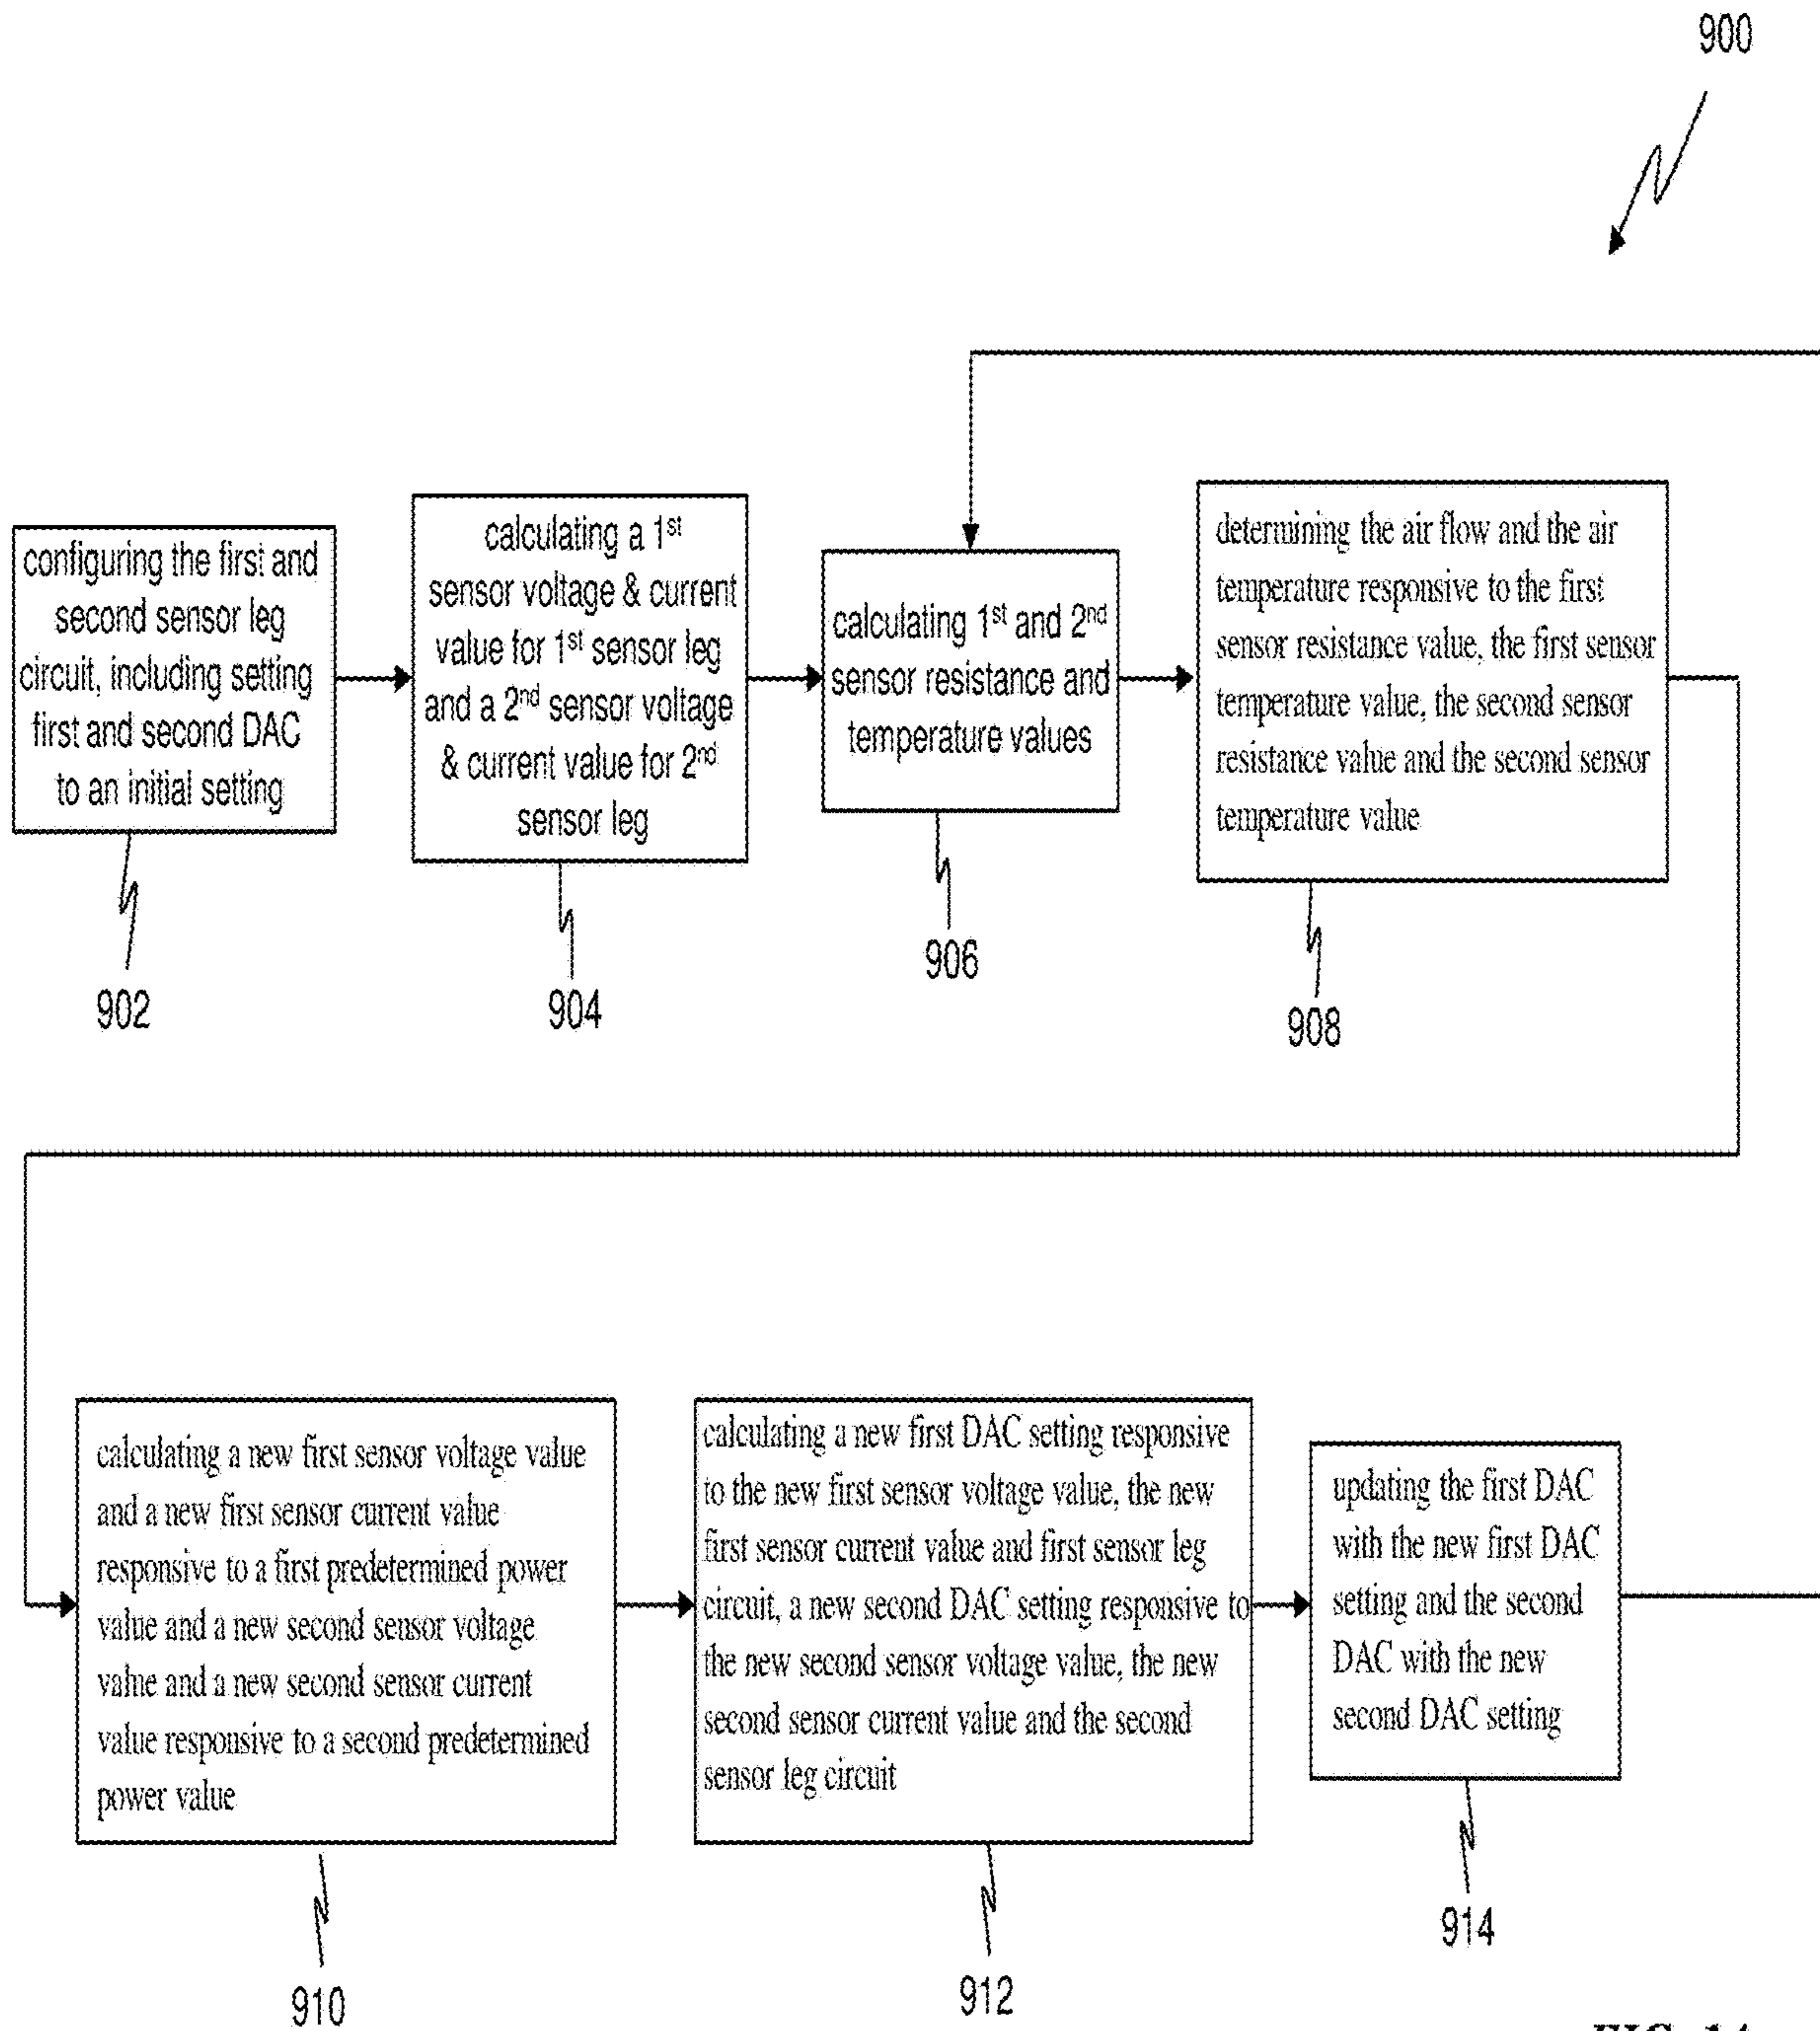 900
configuring the first and
second sensor leg
circuit, including setting
first and second DAC
to an initial setting
902
calculating a 1st
sensor voltage & current
value for 1st sensor leg
and a 2nd sensor voltage
& current value for 2nd
sensor leg
904
calculating 1st and 2nd
sensor resistance and
temperature values
906
determining the air flow and the air
temperature responsive to the first
sensor resistance value, the first sensor
temperature value, the second sensor
resistance value and the second sensor
temperature value
908
calculating a new first sensor voltage value
and a new first sensor current value
responsive to a first predetermined power
value and a new second sensor voltage
value and a new second sensor current
value responsive to a second predetermined
power value
910
calculating a new first DAC setting responsive
to the new first sensor voltage value, the new
first sensor current value and first sensor leg
circuit, a new second DAC setting responsive to
the new second sensor voltage value, the new
second sensor current value and the second
sensor leg circuit
912
updating the first DAC
with the new first DAC
setting and the second
DAC with the new
second DAC setting
914